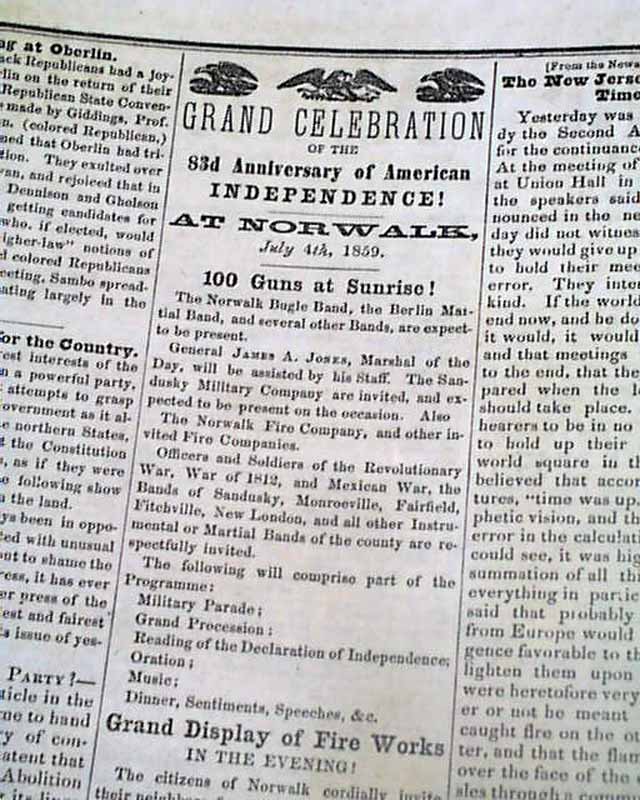 ng at Oberlin.
ack Republicans had a joy-
lin on the return of their
Republican State Conven-
made by Giddings, Prof.
n. (colored Republican,)
ned that Oberlin had tri-
tion. They exulted over
van, and rejoiced that in
Dennison and Gholson
getting candidates for
who, if elected, would
igher-law" notions of
d colored Republicans
eeting, Sambo spread-
ating largely in the
for the Country.
rest interests of the
n a powerful party,
attempts to grasp
overnment as it al-
e northern States,
t the Constitution
, as if they were
e following show
n the land.
ys been in oppo-
ted with unusual
out to shame the
ress, it has ever
er press of the
est and fairest
s issue of yes-
PARTY?—
ticle in the
me to hand
y of con-
atent that
Abolition
GRAND CELEBRATION
OF THE
83d Anniversary of American
INDEPENDENCE!
AT NORWALK,
July 4th, 1859.
100 Guns at Sunrise!
The Norwalk Bugle Band, the Berlin Mar-
tial Band, and several other Bands, are expect-
ed to be present.
General JAMES A. JONES, Marshal of the
Day, will be assisted by his Staff. The San-
dusky Military Company are invited, and ex-
pected to be present on the occasion. Also
The Norwalk Fire Company, and other in-
vited Fire Companies.
Officers and Soldiers of the Revolutionary
War, War of 1812, and Mexican War, the
Bands of Sandusky, Monroeville, Fairfield,
Fitchville, New London, and all other Instru-
mental or Martial Bands of the county are re-
spectfully invited.
The following will comprise part of the
Programme:
Military Parade;
Grand Procession;
Reading of the Declaration of Independence;
Oration;
Music;
Dinner, Sentiments, Speeches, &c.
Grand Display of Fire Works
IN THE EVENING!
The citizens of Norwalk cordially invite
[From the Newa
The New Jerse
Time
Yesterday was
dy the Second A
for the continuance
At the meeting of
at Union Hall in
the speakers said
nounced in the ne
day did not witnes
they would give up
to hold their mee
error. They inten
kind. If the world
end now, and he do
it would, it would
and that meetings
to the end, that the
pared when the l
should take place.
hearers to be in no
to hold up their
world square in th
believed that accor
tures, "time was up,
phetic vision, and th
error in the calculati
could see, it was hig
summation of all th
everything in partic
said that probably
from Europe would
gence favorable to th
lighten them upon
were heretofore very
er or not be meant
caught fire on the ot
ter, and that the flam
over the face of the
ales through a comm